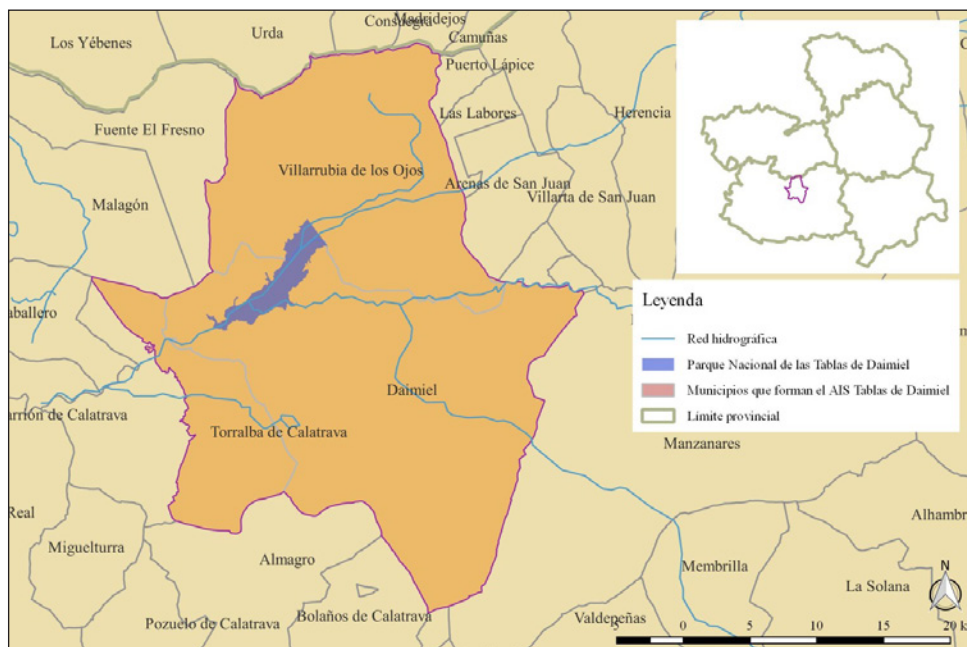 Consuegra
Madridejos
Los Yébenes
Urda
Camuñas
Puerto Lápice
Las Labores
Herencia
Fuente El Fresno
Villarrubia de los Ojos
Arenas de San Juan
Villarta de San Juan
Malagón
aballero
Daimiel
arrión de Calatrava
Torralba de Calatrava
Manzanares
Real
Miguelturra
Almagro
Alhambr
Membrilla
La Solana
Bolaños de Calatrava
Pozuelo de Calatrava
Valdepeñas
Leyenda
Red hidrográfica
Parque Nacional de las Tablas de Daimiel
Municipios que forman el AIS Tablas de Daimiel
Límite provincial
N
5 0 5 10 15 20 k